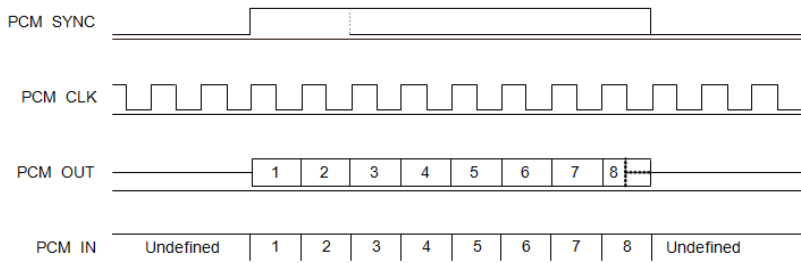 PCM SYNC
PCM CLK
PCM OUT 1 2 3 4 5 6 7 8
PCM IN Undefined 1 2 3 4 5 6 7 8 Undefined